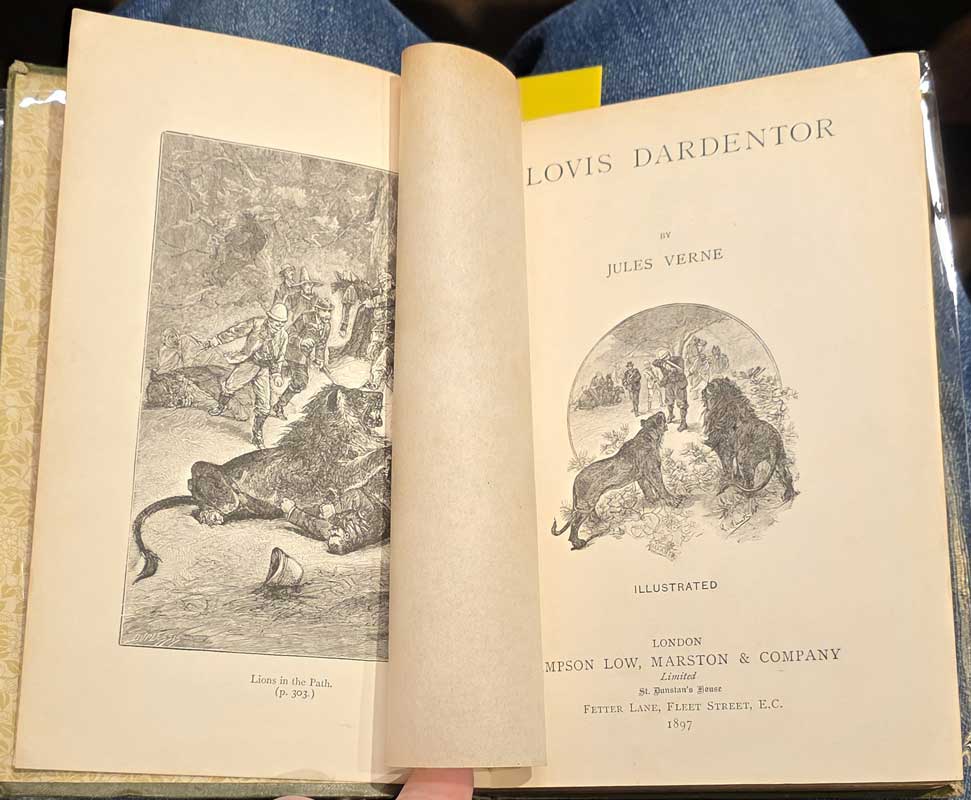 Lions in the Path.
(p. 303.)
LOVIS DARDENTOR
BY
JULES VERNE
ILLUSTRATED
LONDON
MPSON LOW, MARSTON & COMPANY
Limited
St. Dunstan's House
FETTER LANE, FLEET STREET, E.C.
1897